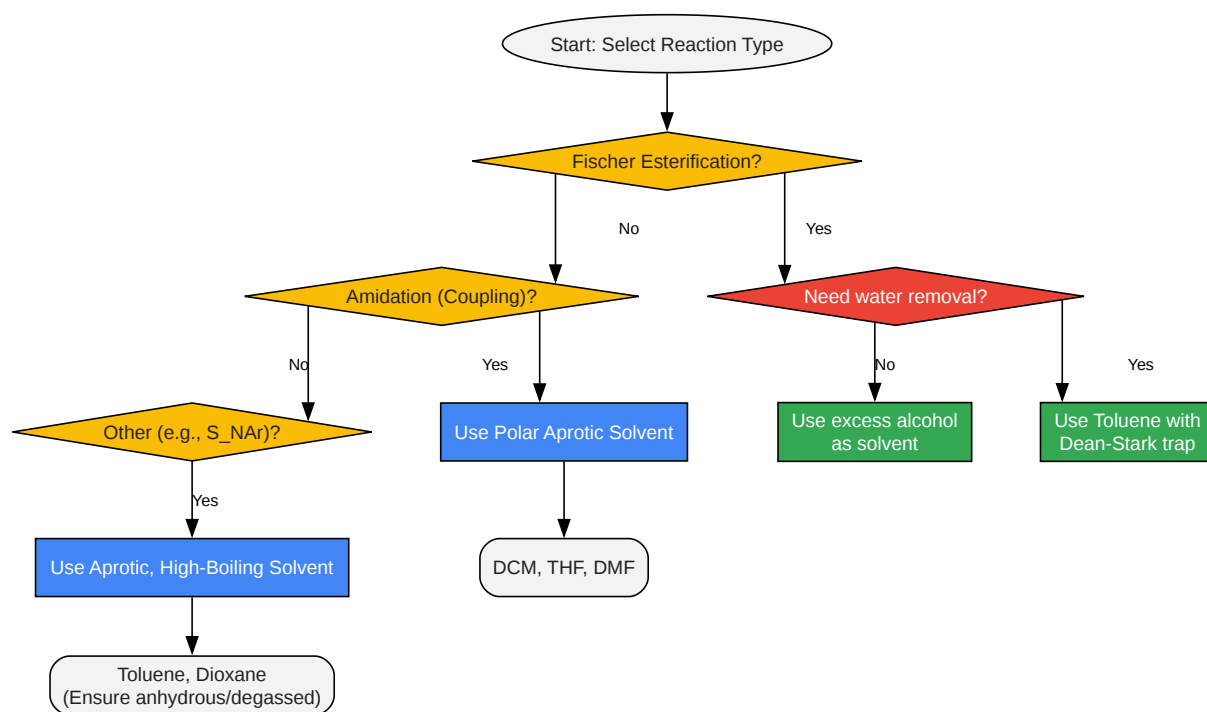 Start: Select Reaction Type
Fischer Esterification?
No
Yes
Amidation (Coupling)?
Need water removal?
No
Yes
No
Yes
Other (e.g., S_NAr)?
Use Polar Aprotic Solvent
Use excess alcohol
as solvent
Use Toluene with
Dean-Stark trap
Yes
Use Aprotic, High-Boiling Solvent
DCM, THF, DMF
Toluene, Dioxane
(Ensure anhydrous/degassed)